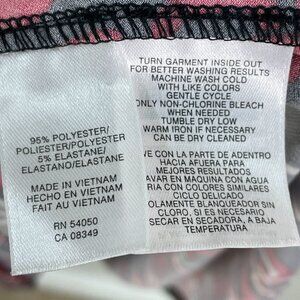 95% POLYESTER/
POLIESTER/POLYESTER
5% ELASTANE/
ELASTANO/ELASTANE
MADE IN VIETNAM
HECHO EN VIETNAM
FAIT AU VIETNAM
RN 54050
CA 08349
TURN GARMENT INSIDE OUT
FOR BETTER WASHING RESULTS
MACHINE WASH COLD
WITH LIKE COLORS
GENTLE CYCLE
ONLY NON-CHLORINE BLEACH
WHEN NEEDED
TUMBLE DRY LOW
WARM IRON IF NECESSARY
CAN BE DRY CLEANED
VE CON LA PARTE DE ADENTRO
HACIA AFUERA PARA
MEJORES RESULTADOS
AVAR EN MAQUINA CON AGUA
RIA CON COLORES SIMILARES
CICLO DELICADO
OLAMENTE BLANQUEADOR SIN
CLORO, SI ES NECESARIO
SECAR EN SECADORA, A BAJA
TEMPERATURA